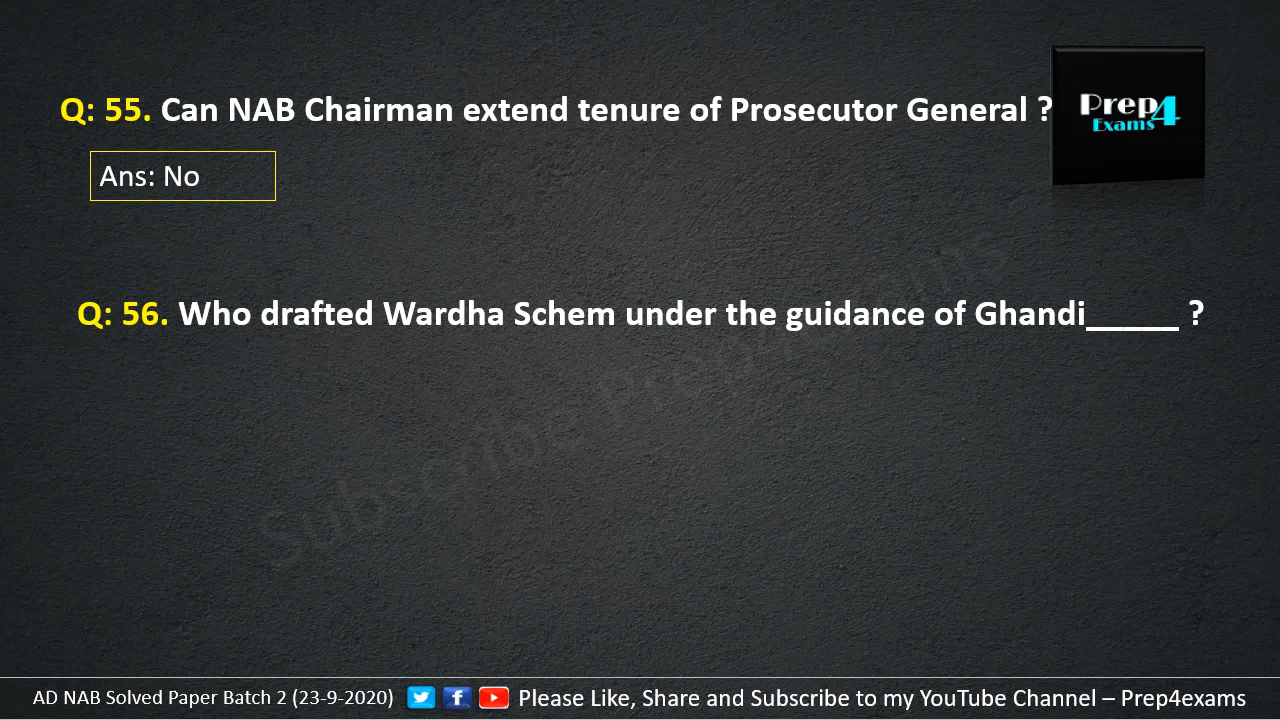 Q: 55. Can NAB Chairman extend tenure of Prosecutor General ?
Prep4
Exams
Ans: No
Q: 56. Who drafted Wardha Schem under the guidance of Ghandi_____ ?
Subscribe Prep4exams
AD NAB Solved Paper Batch 2 (23-9-2020) Please Like, Share and Subscribe to my YouTube Channel – Prep4exams